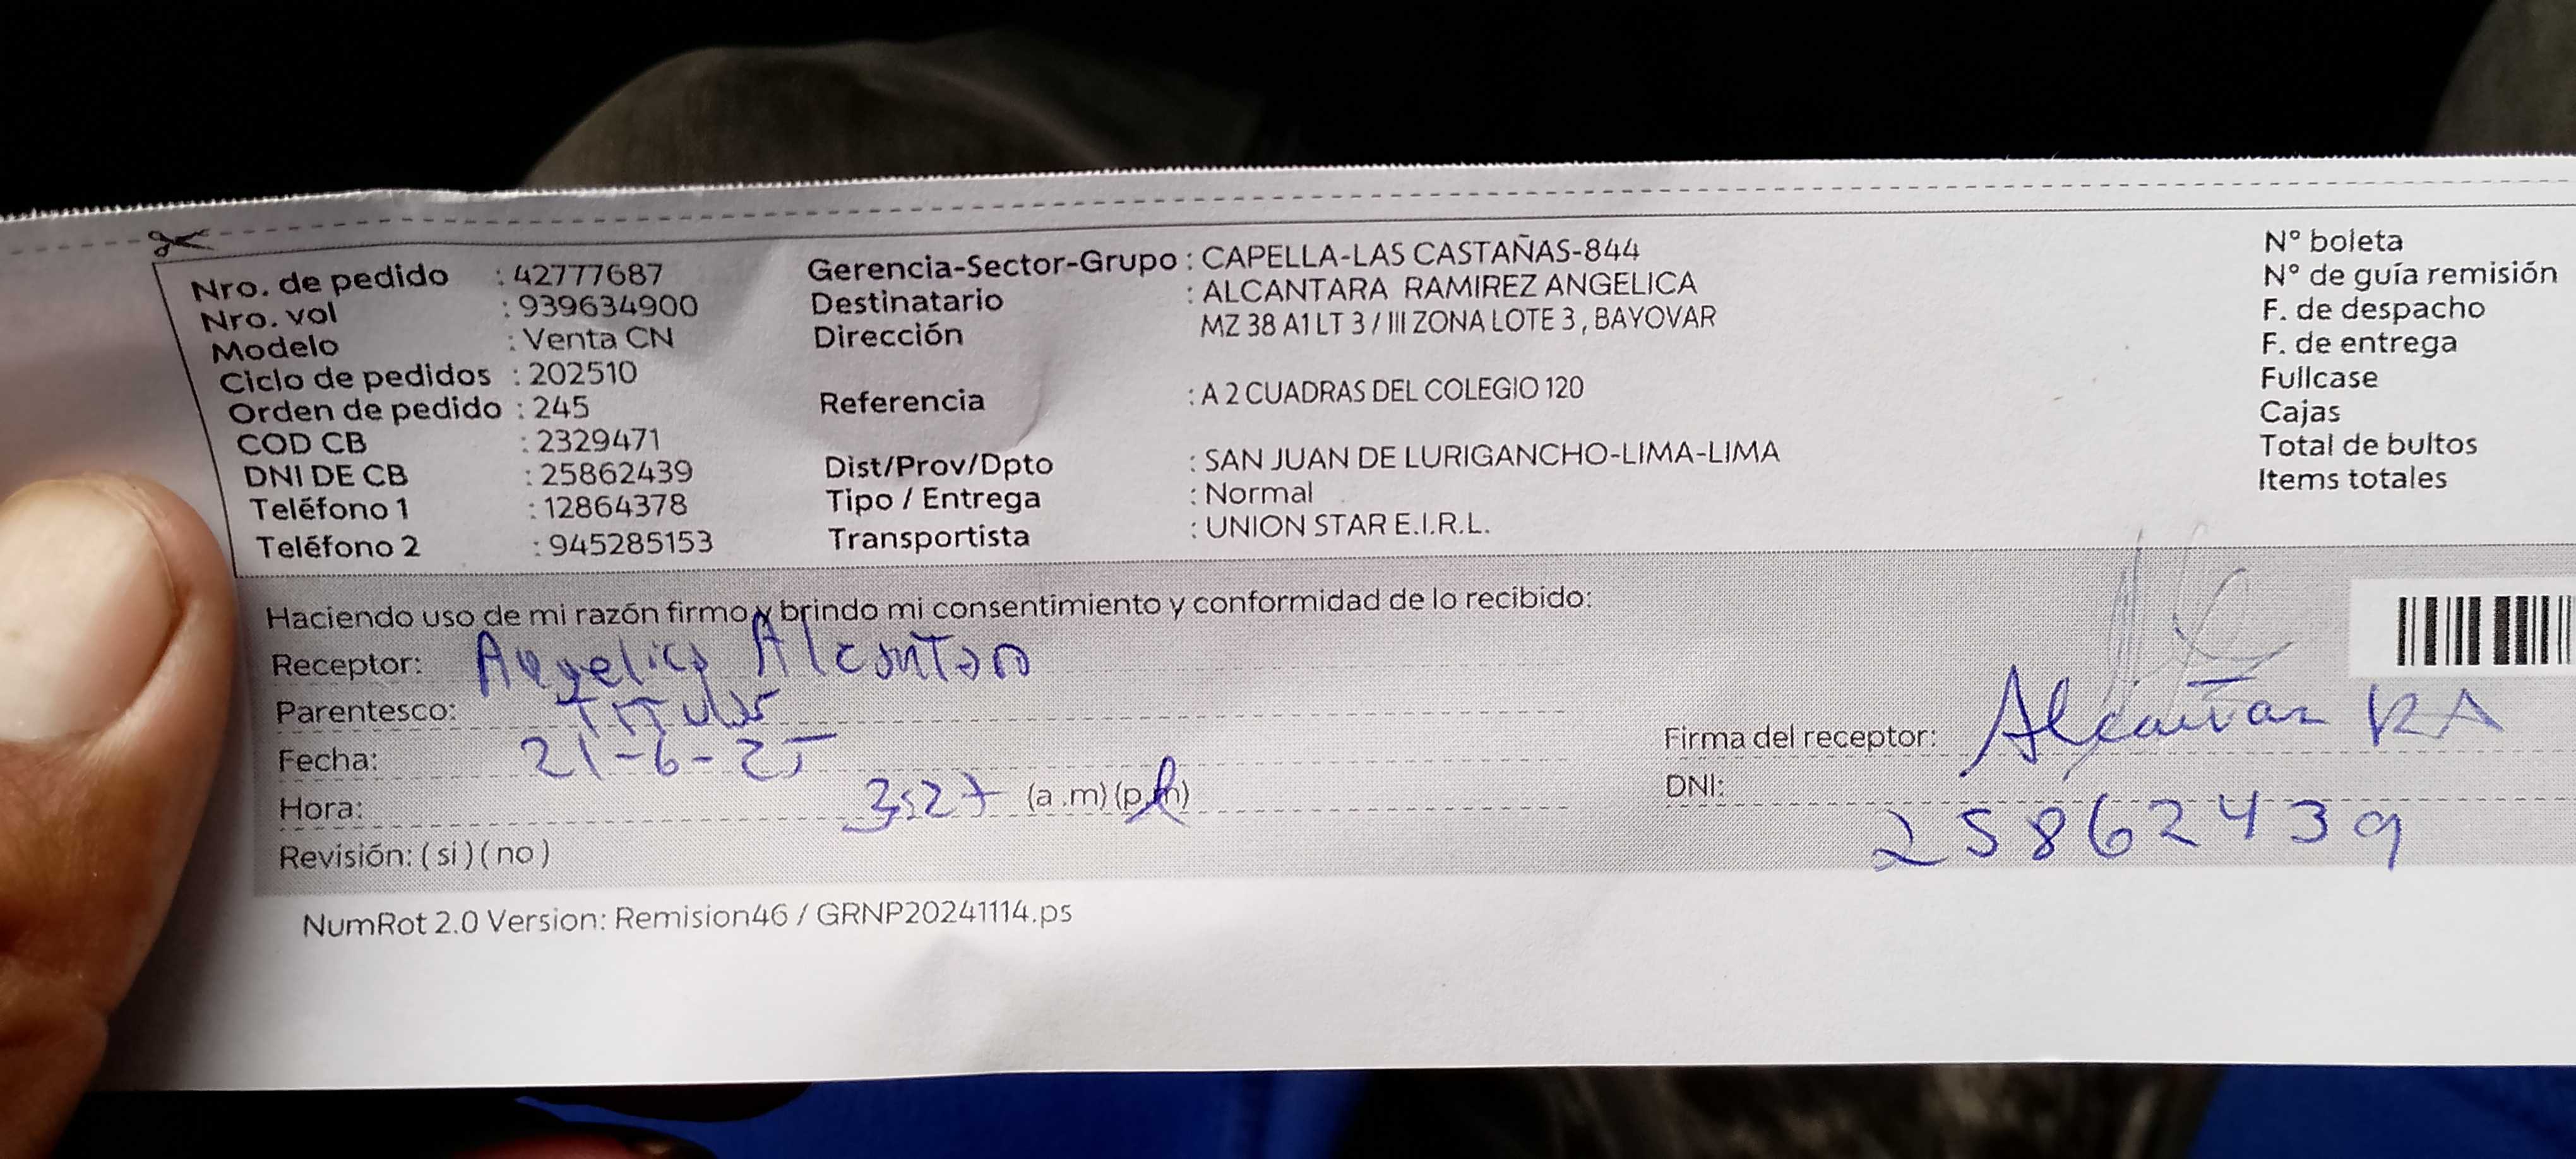 Nro. de pedido : 42777687
Nro. vol : 939634900
Modelo : Venta CN
Ciclo de pedidos : 202510
Orden de pedido : 245
COD CB : 2329471
DNI DE CB : 25862439
Teléfono 1 : 12864378
Teléfono 2 : 945285153
Gerencia-Sector-Grupo : CAPELLA-LAS CASTAÑAS-844
Destinatario : ALCANTARA RAMIREZ ANGELICA
Dirección MZ 38 A1 LT 3 / III ZONA LOTE 3 , BAYOVAR
Referencia : A 2 CUADRAS DEL COLEGIO 120
Dist/Prov/Dpto : SAN JUAN DE LURIGANCHO-LIMA-LIMA
Tipo / Entrega : Normal
Transportista : UNION STAR E.I.R.L.
N° boleta
N° de guía remisión
F. de despacho
F. de entrega
Fullcase
Cajas
Total de bultos
Items totales
Haciendo uso de mi razón firmo y brindo mi consentimiento y conformidad de lo recibido:
Receptor: Angelica Alcantara
Parentesco: Titular
Fecha: 21-6-25
Hora: 3:27 (a .m) (p.m)
Revisión: ( si ) ( no )
Firma del receptor: RA
DNI: 25862439
NumRot 2.0 Version: Remision46 / GRNP20241114.ps